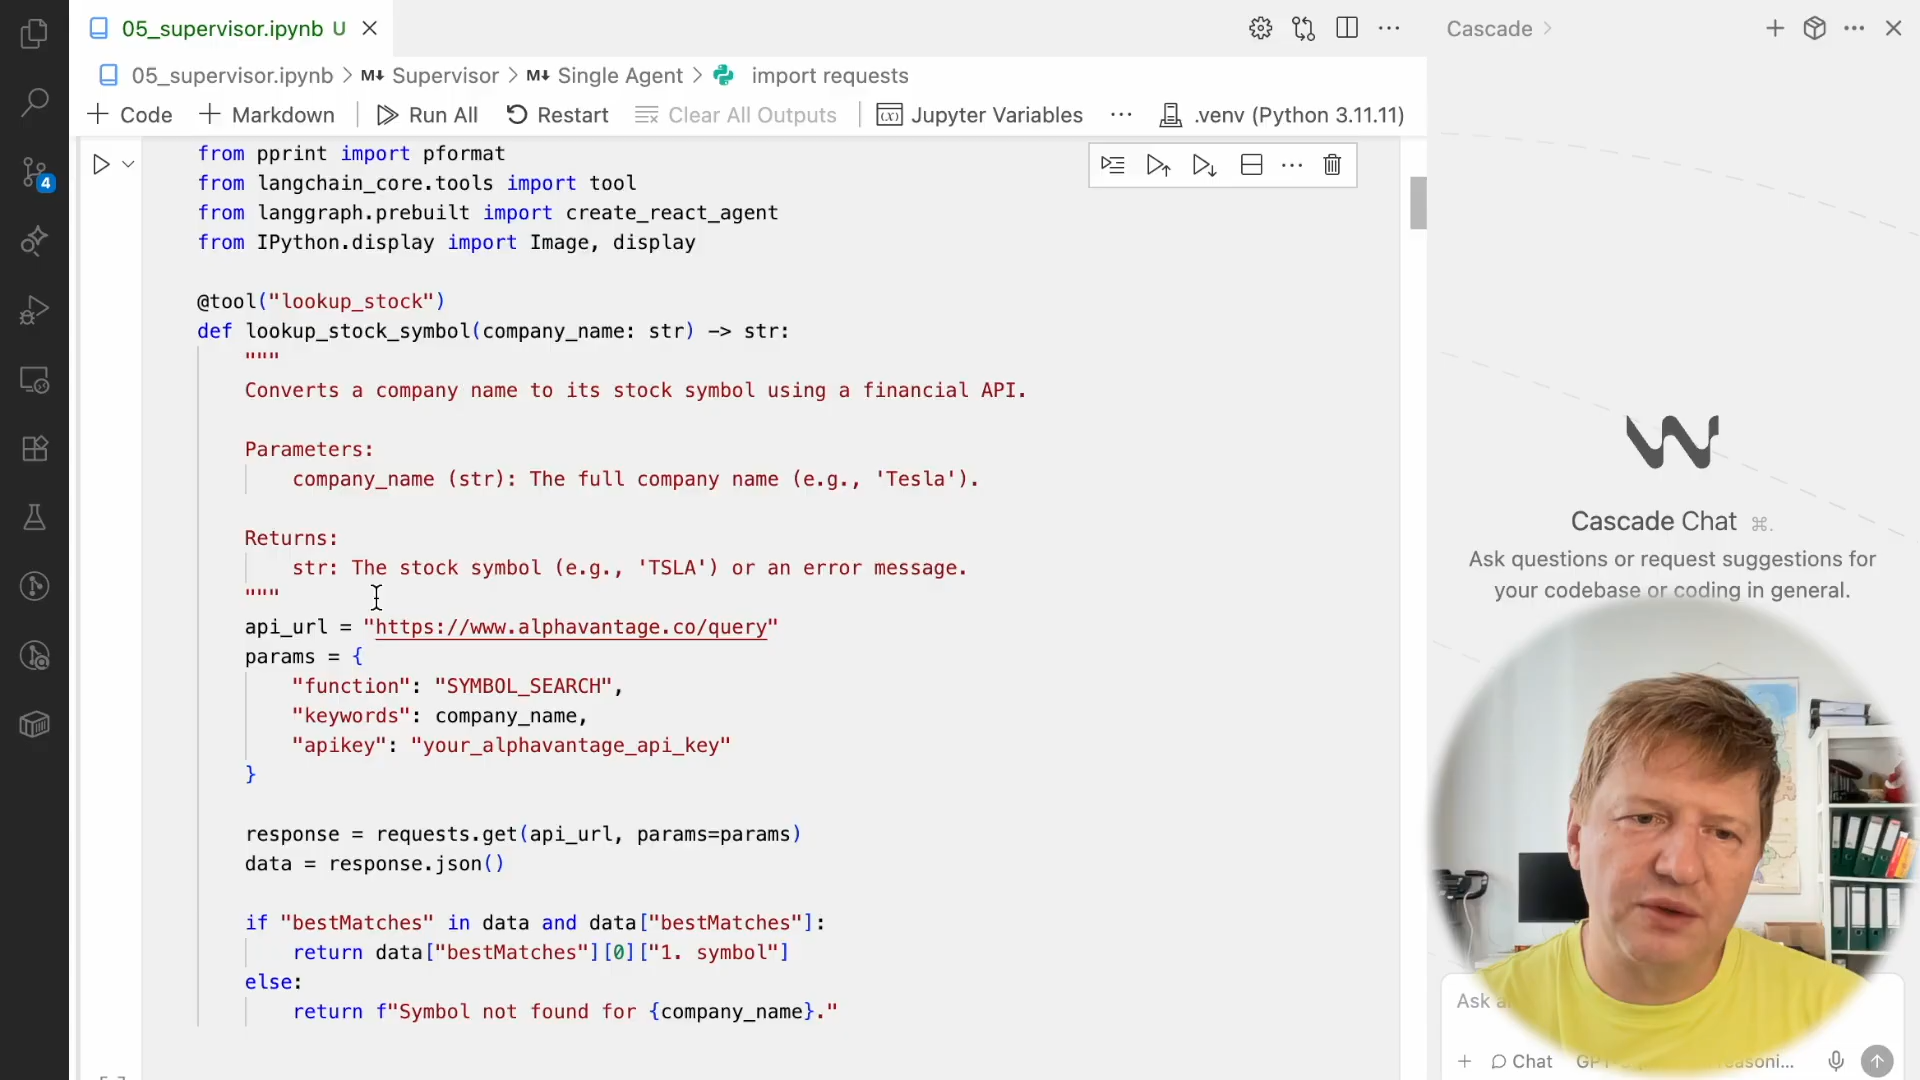 05_supervisor.ipynb U
Cascade
05_supervisor.ipynb > M↓ Supervisor > M↓ Single Agent > import requests
Code
Markdown
Run All
Restart
Clear All Outputs
Jupyter Variables
.venv (Python 3.11.11)
4
from pprint import pformat
from langchain_core.tools import tool
from langgraph.prebuilt import create_react_agent
from IPython.display import Image, display
@tool("lookup_stock")
def lookup_stock_symbol(company_name: str) -> str:
"""
Converts a company name to its stock symbol using a financial API.
Parameters:
company_name (str): The full company name (e.g., 'Tesla').
Returns:
str: The stock symbol (e.g., 'TSLA') or an error message.
"""
api_url = "https://www.alphavantage.co/query"
params = {
"function": "SYMBOL_SEARCH",
"keywords": company_name,
"apikey": "your_alphavantage_api_key"
}
response = requests.get(api_url, params=params)
data = response.json()
if "bestMatches" in data and data["bestMatches"]:
return data["bestMatches"][0]["1. symbol"]
else:
return f"Symbol not found for {company_name}."
Cascade Chat ⌘.
Ask questions or request suggestions for
your codebase or coding in general.
Ask
Chat